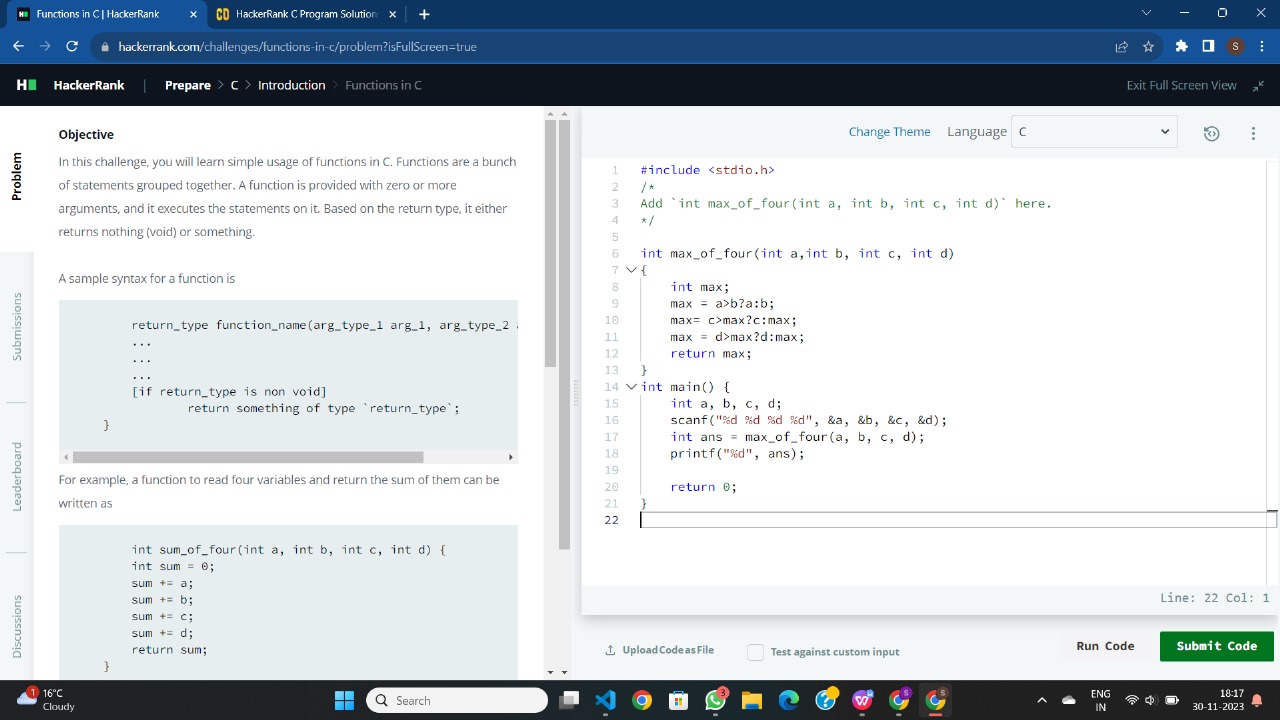 Functions in C | HackerRank
HackerRank C Program Solution
hackerrank.com/challenges/functions-in-c/problem?isFullScreen=true
S
HackerRank | Prepare > C > Introduction > Functions in C
Exit Full Screen View
Problem
Submissions
Leaderboard
Discussions
Objective
In this challenge, you will learn simple usage of functions in C. Functions are a bunch
of statements grouped together. A function is provided with zero or more
arguments, and it executes the statements on it. Based on the return type, it either
returns nothing (void) or something.
A sample syntax for a function is
return_type function_name(arg_type_1 arg_1, arg_type_2
...
...
...
[if return_type is non void]
return something of type `return_type`;
}
For example, a function to read four variables and return the sum of them can be
written as
int sum_of_four(int a, int b, int c, int d) {
int sum = 0;
sum += a;
sum += b;
sum += c;
sum += d;
return sum;
}
Change Theme Language C
1 #include <stdio.h>
2 /*
3 Add `int max_of_four(int a, int b, int c, int d)` here.
4 */
5
6 int max_of_four(int a,int b, int c, int d)
7 {
8 int max;
9 max = a>b?a:b;
10 max= c>max?c:max;
11 max = d>max?d:max;
12 return max;
13 }
14 int main() {
15 int a, b, c, d;
16 scanf("%d %d %d %d", &a, &b, &c, &d);
17 int ans = max_of_four(a, b, c, d);
18 printf("%d", ans);
19
20 return 0;
21 }
22
Line: 22 Col: 1
Upload Code as File
Test against custom input
Run Code
Submit Code
1
16°C
Cloudy
Search
3
ENG
IN
18:17
30-11-2023